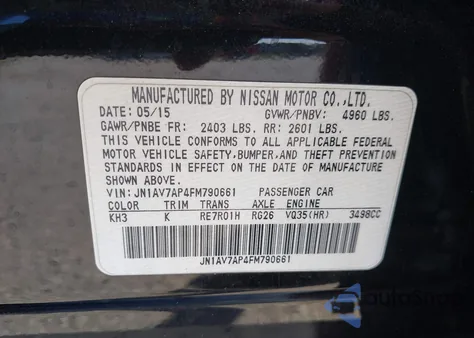 MANUFACTURED BY NISSAN MOTOR CO.,LTD.
DATE: 05/15 GVWR/PNBV: 4960 LBS.
GAWR/PNBE FR: 2403 LBS. RR: 2601 LBS.
THIS VEHICLE CONFORMS TO ALL APPLICABLE FEDERAL
MOTOR VEHICLE SAFETY,BUMPER,AND THEFT PREVENTION
STANDARDS IN EFFECT ON THE DATE OF MANUFACTURE
SHOWN ABOVE.
VIN: JN1AV7AP4FM790661 PASSENGER CAR
COLOR TRIM TRANS AXLE ENGINE
KH3 K RE7R01H RG26 VQ35(HR) 3498CC
JN1AV7AP4FM790661